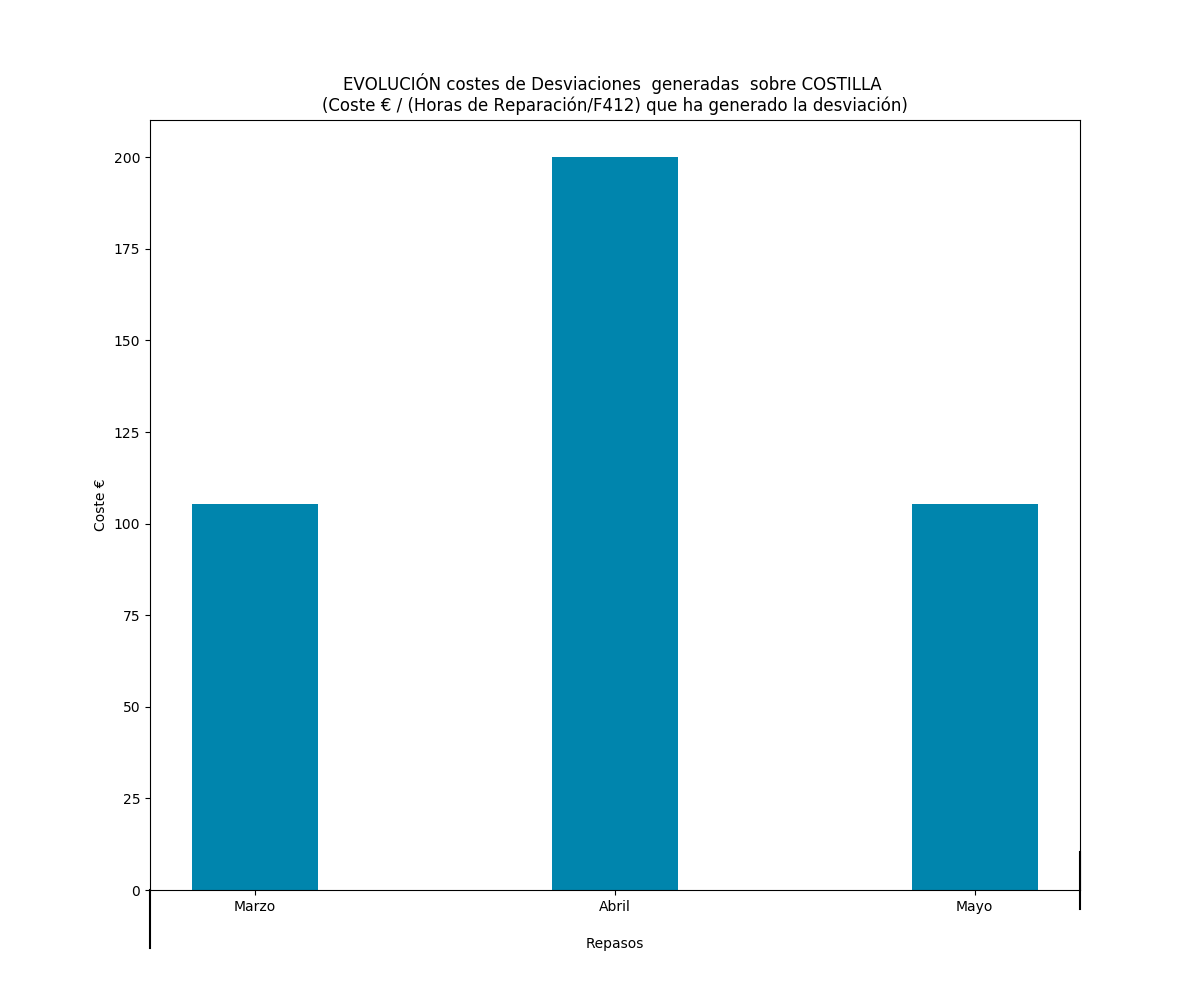 EVOLUCIÓN costes de Desviaciones  generadas  sobre COSTILLA
(Coste € / (Horas de Reparación/F412) que ha generado la desviación)
200
175
150
125
100
75
50
25
0
Coste €
Marzo Abril Mayo
Repasos